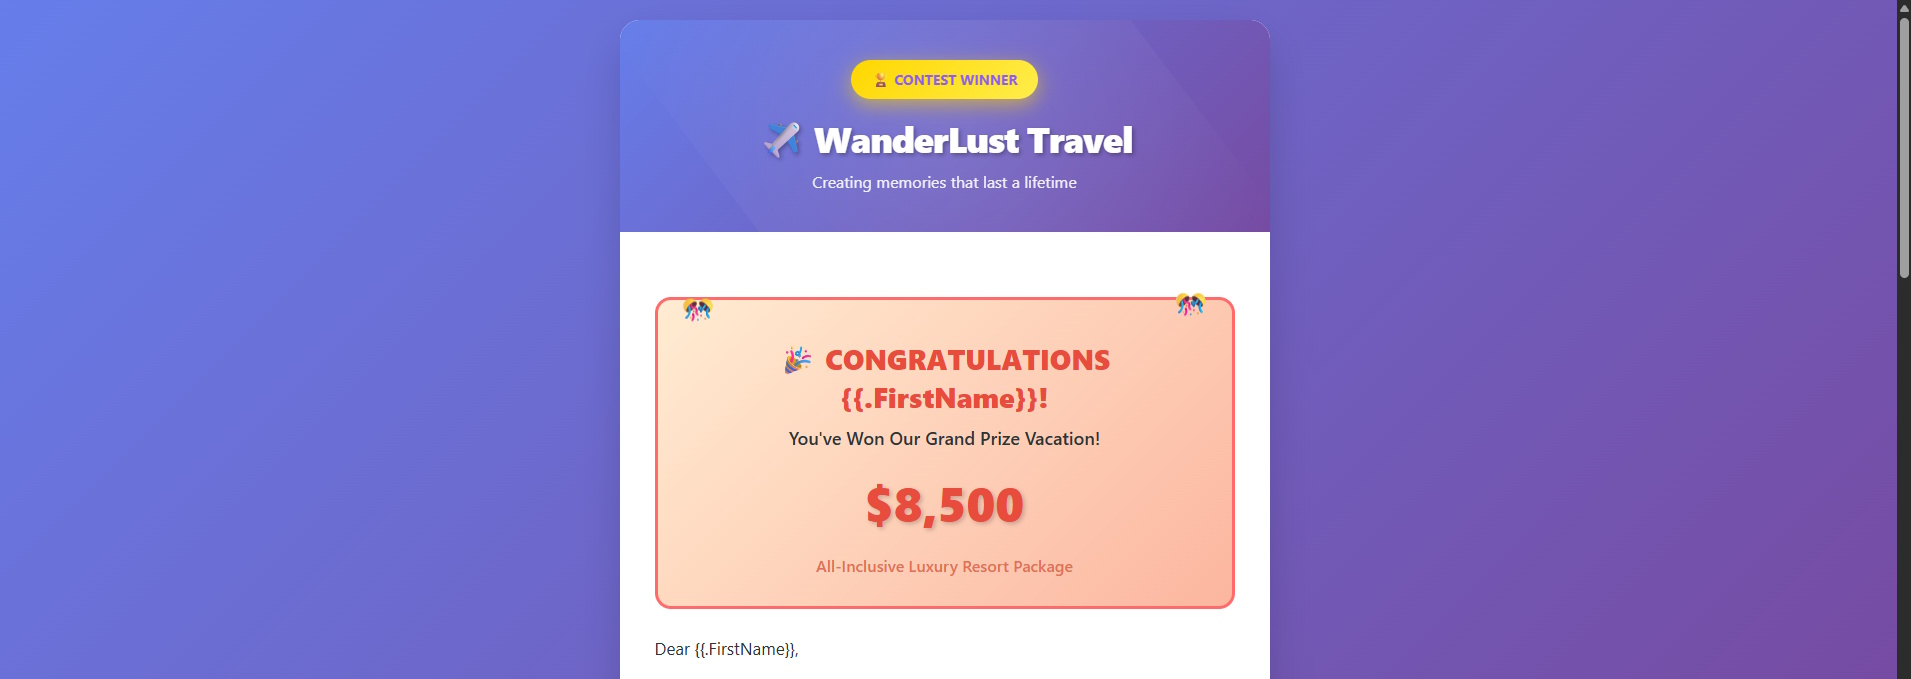 CONTEST WINNER
WanderLust Travel
Creating memories that last a lifetime
CONGRATULATIONS
{{.FirstName}}!
You've Won Our Grand Prize Vacation!
$8,500
All-Inclusive Luxury Resort Package
Dear {{.FirstName}},